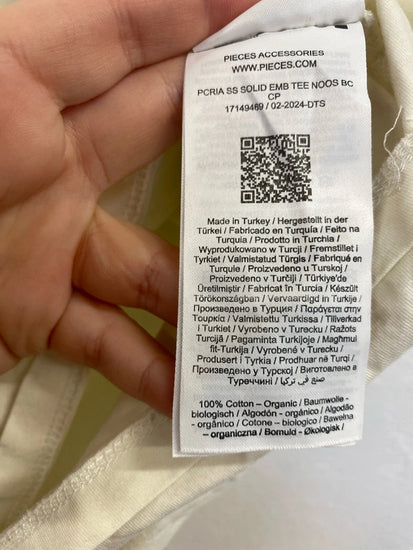 PIECES ACCESSORIES
WWW.PIECES.COM
PCRIA SS SOLID EMB TEE NOOS BC
CP
17149469 / 02-2024-DTS
Made in Turkey / Hergestellt in der
Türkei / Fabricado en Turquía / Feito na
Turquia / Prodotto in Turchia /
Wyprodukowano w Turcji / Fremstillet i
Tyrkiet / Valmistatud Türgis / Fabriqué en
Turquie / Proizvedeno u Turskoj /
Proizvedeno v Turčiji / Türkiye'de
Üretilmiştir / Fabricat în Turcia / Készült
Törökországban / Vervaardigd in Turkije /
Произведено в Турция / Παράγεται στην
Τουρκία / Valmistettu Turkissa / Tillverkad
i Turkiet / Vyrobeno v Turecku / Ražots
Turcijā / Pagaminta Turkijoje / Maghmul
fit-Turkija / Vyrobené v Turecku /
Produsert i Tyrkia / Prodhuar në Turqi /
Произведено у Турској / Виготовлено в
Туреччині / صنع في تركيا /
100% Cotton - Organic / Baumwolle -
biologisch / Algodón - orgánico / Algodão
- orgânico / Cotone - biologico / Bawełna
- organiczna / Bomuld - Økologisk /